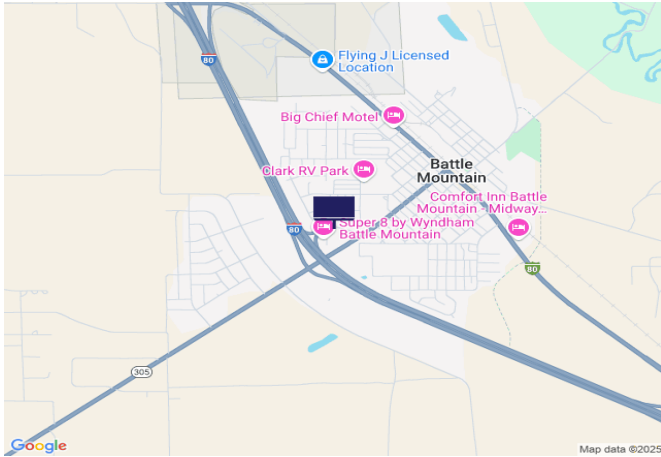 80
Flying J Licensed
Location
Big Chief Motel
Clark RV Park
Battle
Mountain
Comfort Inn Battle
Mountain - Midway...
Super 8 by Wyndham
Battle Mountain
80
80
305
Google
Map data ©2025